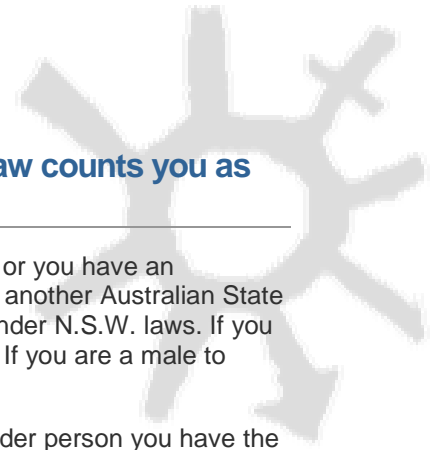 aw counts you as
or you have an
another Australian State
nder N.S.W. laws. If you
If you are a male to
der person you have the